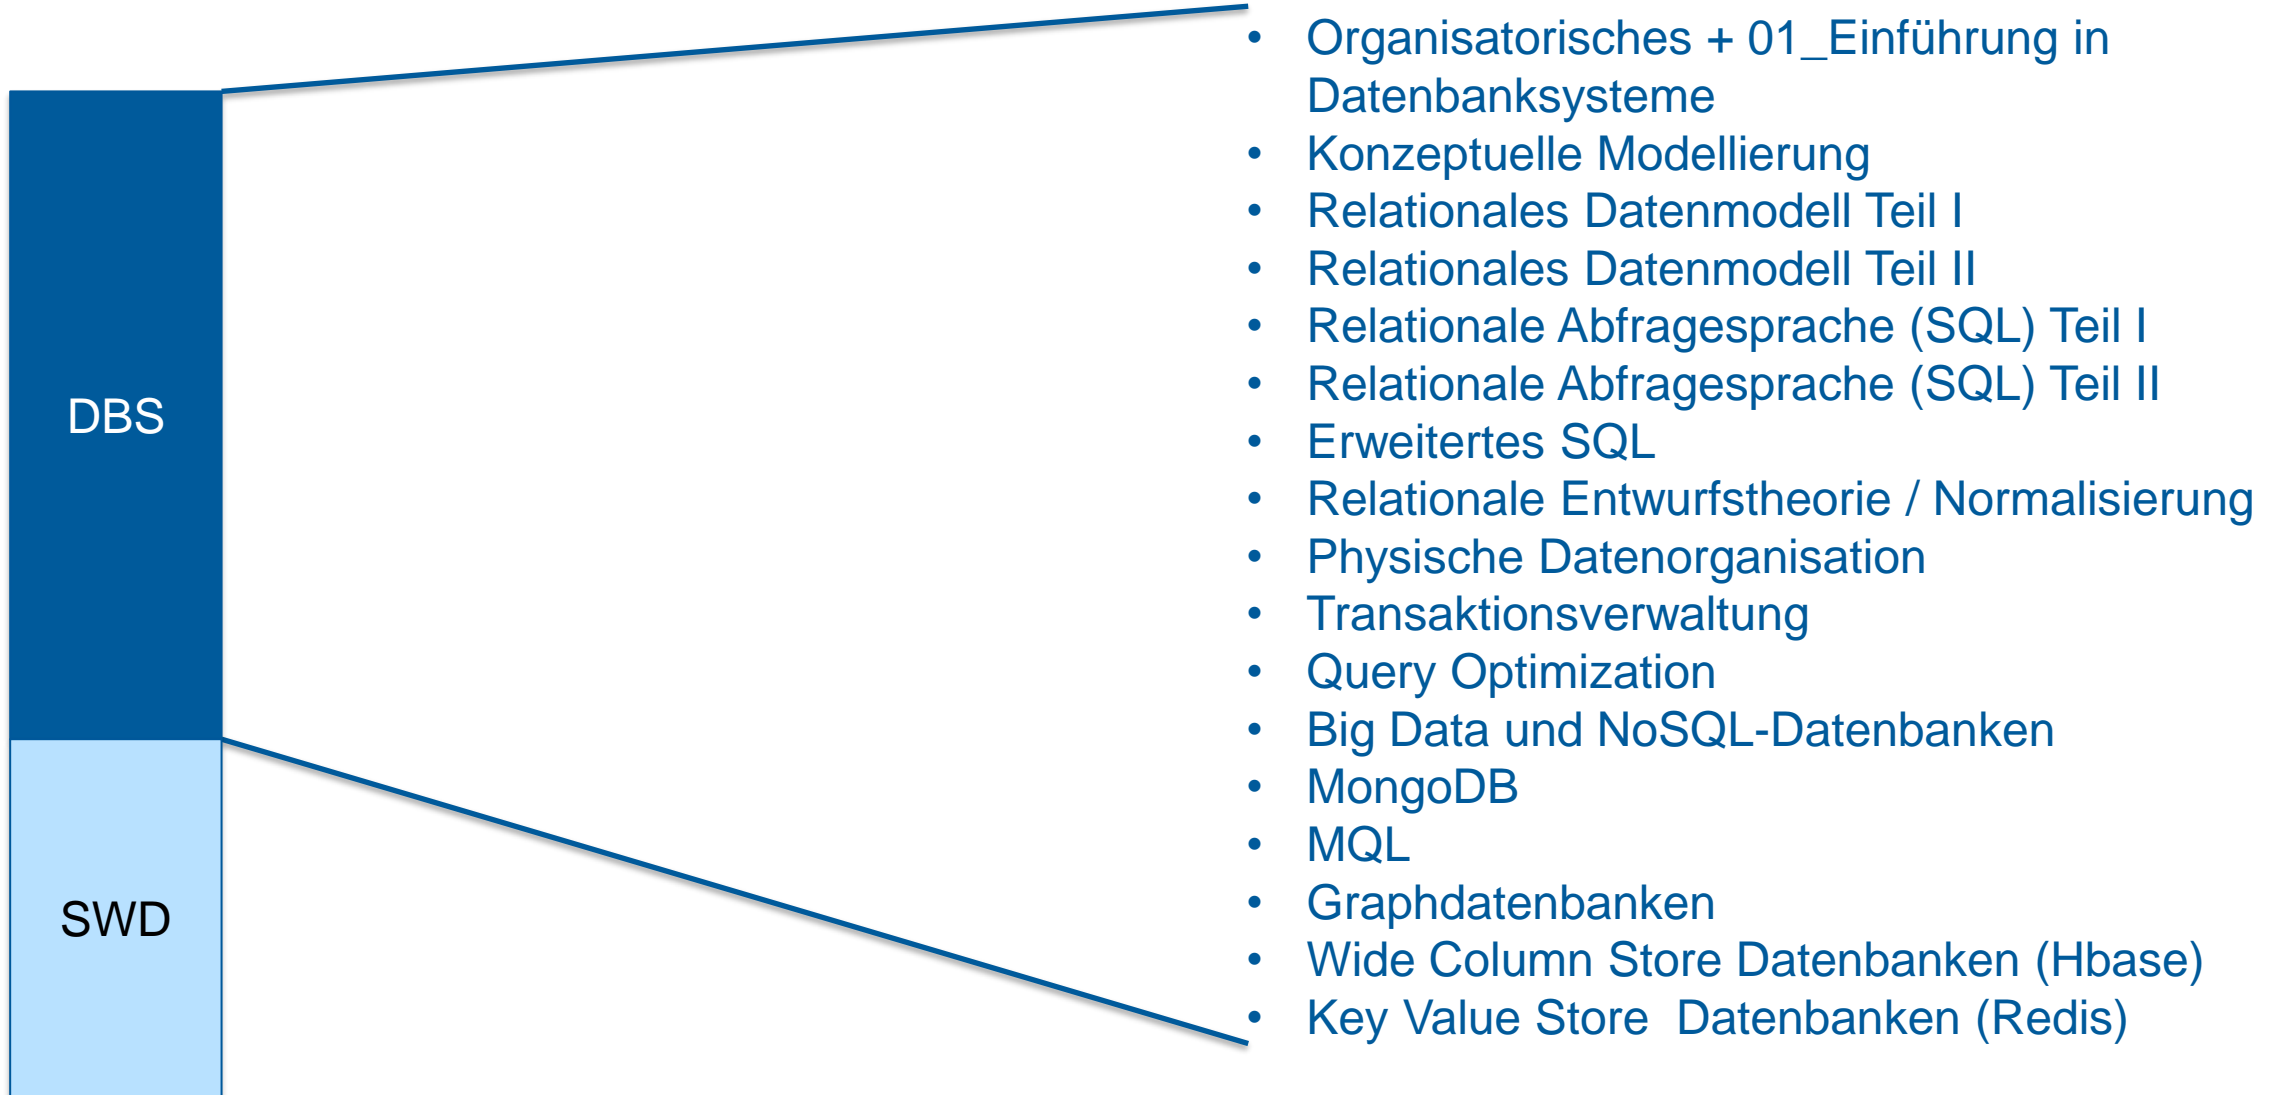 DBS
SWD
• Organisatorisches + 01_Einführung in
Datenbanksysteme
• Konzeptuelle Modellierung
• Relationales Datenmodell Teil I
• Relationales Datenmodell Teil II
• Relationale Abfragesprache (SQL) Teil I
• Relationale Abfragesprache (SQL) Teil II
• Erweitertes SQL
• Relationale Entwurfstheorie / Normalisierung
• Physische Datenorganisation
• Transaktionsverwaltung
• Query Optimization
• Big Data und NoSQL-Datenbanken
• MongoDB
• MQL
• Graphdatenbanken
• Wide Column Store Datenbanken (Hbase)
• Key Value Store  Datenbanken (Redis)